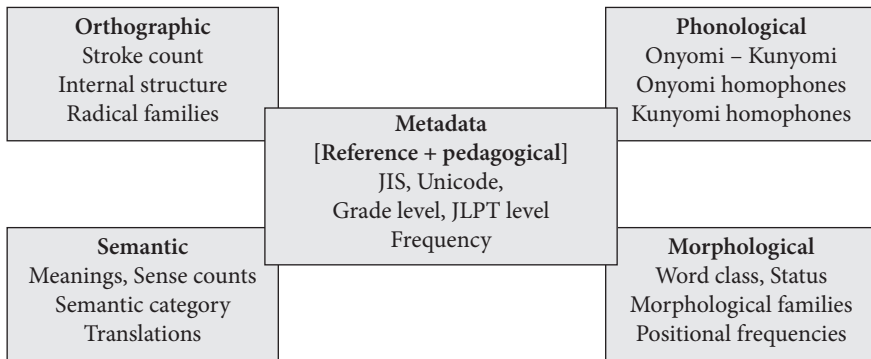 Orthographic
Stroke count
Internal structure
Radical families
Phonological
Onyomi – Kunyomi
Onyomi homophones
Kunyomi homophones
Metadata
[Reference + pedagogical]
JIS, Unicode,
Grade level, JLPT level
Frequency
Semantic
Meanings, Sense counts
Semantic category
Translations
Morphological
Word class, Status
Morphological families
Positional frequencies